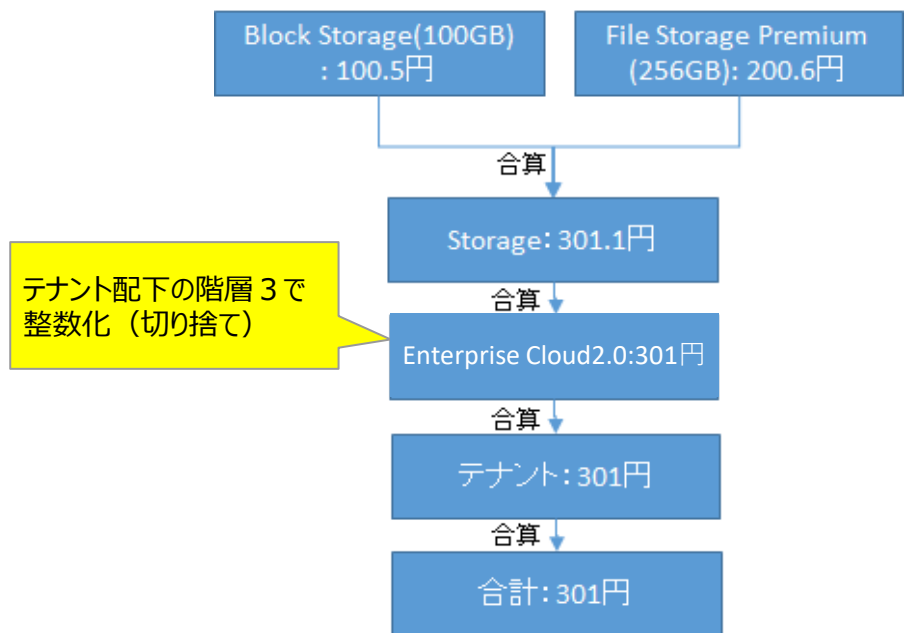 Block Storage(100GB)
: 100.5円
File Storage Premium
(256GB): 200.6円
合算
Storage: 301.1円
テナント配下の階層３で
整数化（切り捨て）
合算
Enterprise Cloud2.0:301円
合算
テナント: 301円
合算
合計: 301円